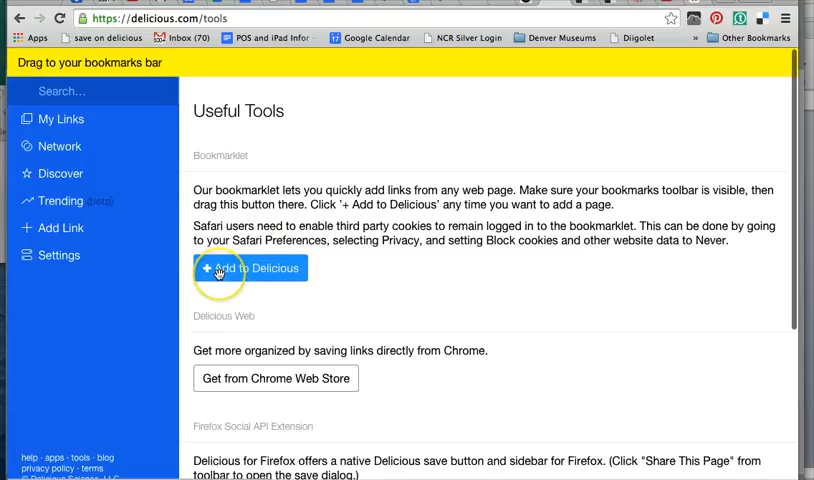 https://delicious.com/tools
Apps save on delicious Inbox (70) POS and iPad Infor Google Calendar NCR Silver Login Denver Museums Diigolet » Other Bookmarks
Drag to your bookmarks bar
Search...
My Links
Network
Discover
Trending (beta)
Add Link
Settings
help · apps · tools · blog
privacy policy · terms
© Delicious Science, LLC
Useful Tools
Bookmarklet
Our bookmarklet lets you quickly add links from any web page. Make sure your bookmarks toolbar is visible, then
drag this button there. Click '+ Add to Delicious' any time you want to add a page.
Safari users need to enable third party cookies to remain logged in to the bookmarklet. This can be done by going
to your Safari Preferences, selecting Privacy, and setting Block cookies and other website data to Never.
+ Add to Delicious
Delicious Web
Get more organized by saving links directly from Chrome.
Get from Chrome Web Store
Firefox Social API Extension
Delicious for Firefox offers a native Delicious save button and sidebar for Firefox. (Click "Share This Page" from
toolbar to open the save dialog.)